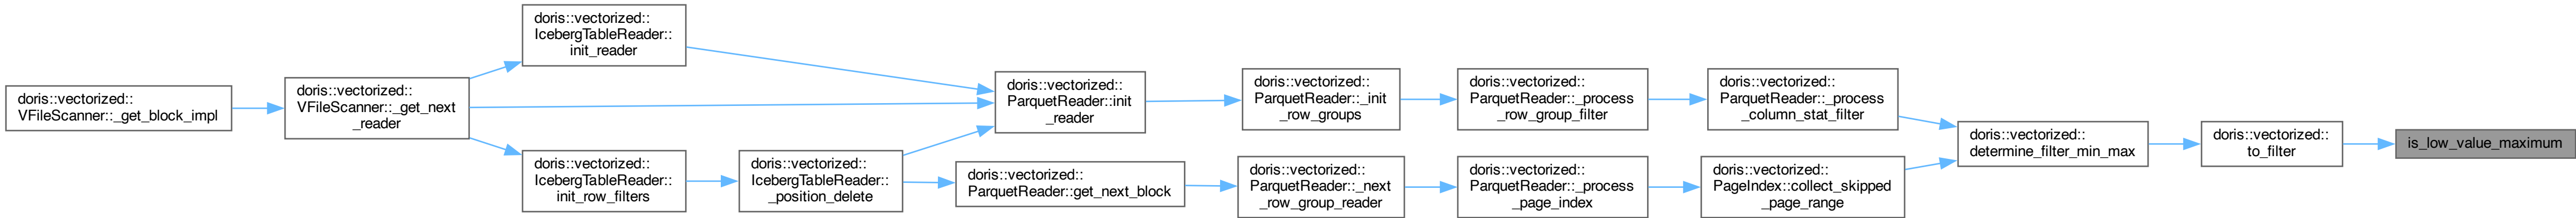 doris::vectorized::
VFileScanner::_get_block_impl
doris::vectorized::
VFileScanner::_get_next
_reader
doris::vectorized::
IcebergTableReader::
init_reader
doris::vectorized::
IcebergTableReader::
init_row_filters
doris::vectorized::
IcebergTableReader::
_position_delete
doris::vectorized::
ParquetReader::init
_reader
doris::vectorized::
ParquetReader::get_next_block
doris::vectorized::
ParquetReader::_init
_row_groups
doris::vectorized::
ParquetReader::_next
_row_group_reader
doris::vectorized::
ParquetReader::_process
_row_group_filter
doris::vectorized::
ParquetReader::_process
_page_index
doris::vectorized::
ParquetReader::_process
_column_stat_filter
doris::vectorized::
PageIndex::collect_skipped
_page_range
doris::vectorized::
determine_filter_min_max
doris::vectorized::
to_filter
is_low_value_maximum